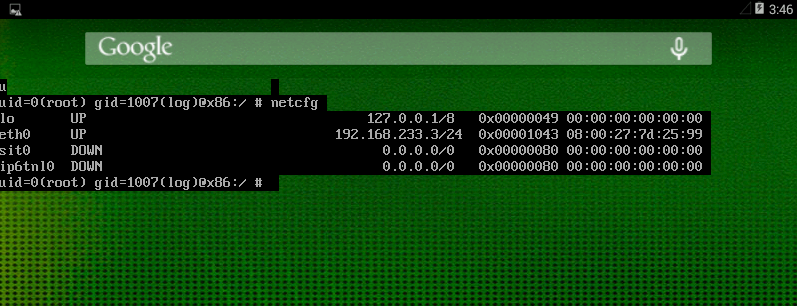 3:46
Google
u
uid=0(root) gid=1007(log)@x86:/ # netcfg
lo UP 127.0.0.1/8 0x00000049 00:00:00:00:00:00
eth0 UP 192.168.233.3/24 0x00001043 08:00:27:7d:25:99
sit0 DOWN 0.0.0.0/0 0x00000080 00:00:00:00:00:00
ip6tnl0 DOWN 0.0.0.0/0 0x00000080 00:00:00:00:00:00
uid=0(root) gid=1007(log)@x86:/ #